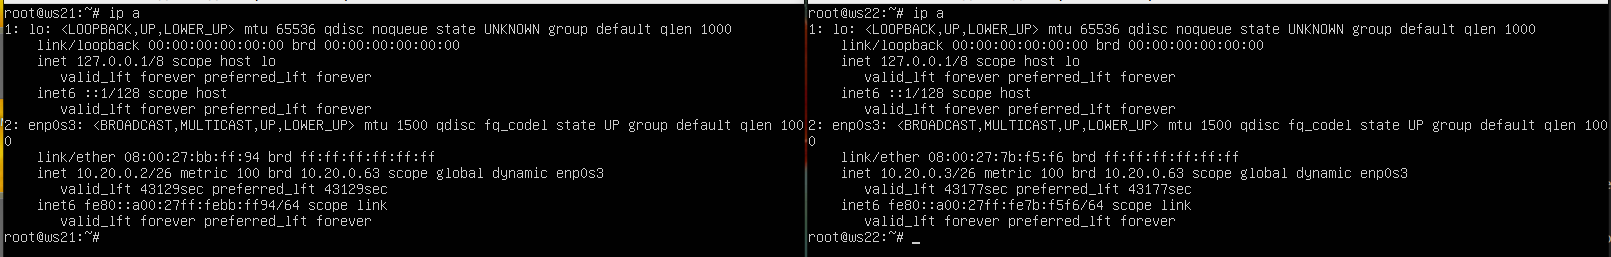 root@ws21:~# ip a
1: lo: <LOOPBACK,UP,LOWER_UP> mtu 65536 qdisc noqueue state UNKNOWN group default qlen 1000
    link/loopback 00:00:00:00:00:00 brd 00:00:00:00:00:00
    inet 127.0.0.1/8 scope host lo
       valid_lft forever preferred_lft forever
    inet6 ::1/128 scope host
       valid_lft forever preferred_lft forever
2: enp0s3: <BROADCAST,MULTICAST,UP,LOWER_UP> mtu 1500 qdisc fq_codel state UP group default qlen 100
0
    link/ether 08:00:27:bb:ff:94 brd ff:ff:ff:ff:ff:ff
    inet 10.20.0.2/26 metric 100 brd 10.20.0.63 scope global dynamic enp0s3
       valid_lft 43129sec preferred_lft 43129sec
    inet6 fe80::a00:27ff:febb:ff94/64 scope link
       valid_lft forever preferred_lft forever
root@ws21:~#
root@ws22:~# ip a
1: lo: <LOOPBACK,UP,LOWER_UP> mtu 65536 qdisc noqueue state UNKNOWN group default qlen 1000
    link/loopback 00:00:00:00:00:00 brd 00:00:00:00:00:00
    inet 127.0.0.1/8 scope host lo
       valid_lft forever preferred_lft forever
    inet6 ::1/128 scope host
       valid_lft forever preferred_lft forever
2: enp0s3: <BROADCAST,MULTICAST,UP,LOWER_UP> mtu 1500 qdisc fq_codel state UP group default qlen 100
0
    link/ether 08:00:27:7b:f5:f6 brd ff:ff:ff:ff:ff:ff
    inet 10.20.0.3/26 metric 100 brd 10.20.0.63 scope global dynamic enp0s3
       valid_lft 43177sec preferred_lft 43177sec
    inet6 fe80::a00:27ff:fe7b:f5f6/64 scope link
       valid_lft forever preferred_lft forever
root@ws22:~# _